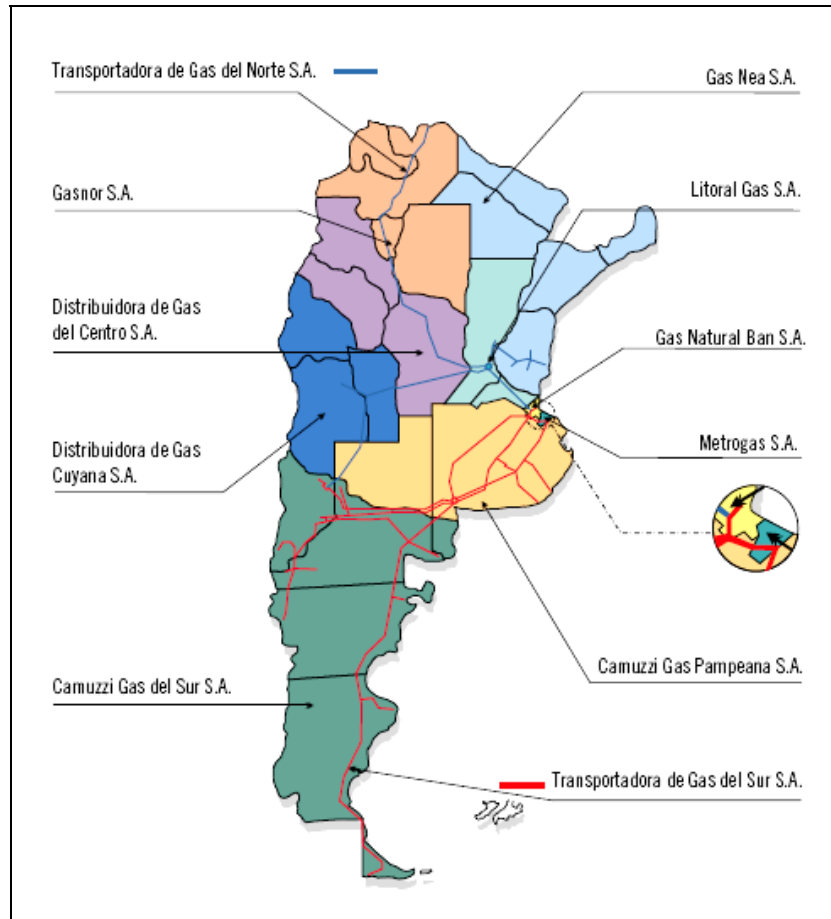 Transportadora de Gas del Norte S.A.
Gas Nea S.A.
Gasnor S.A.
Litoral Gas S.A.
Distribuidora de Gas
del Centro S.A.
Gas Natural Ban S.A.
Distribuidora de Gas
Cuyana S.A.
Metrogas S.A.
Camuzzi Gas Pampeana S.A.
Camuzzi Gas del Sur S.A.
Transportadora de Gas del Sur S.A.